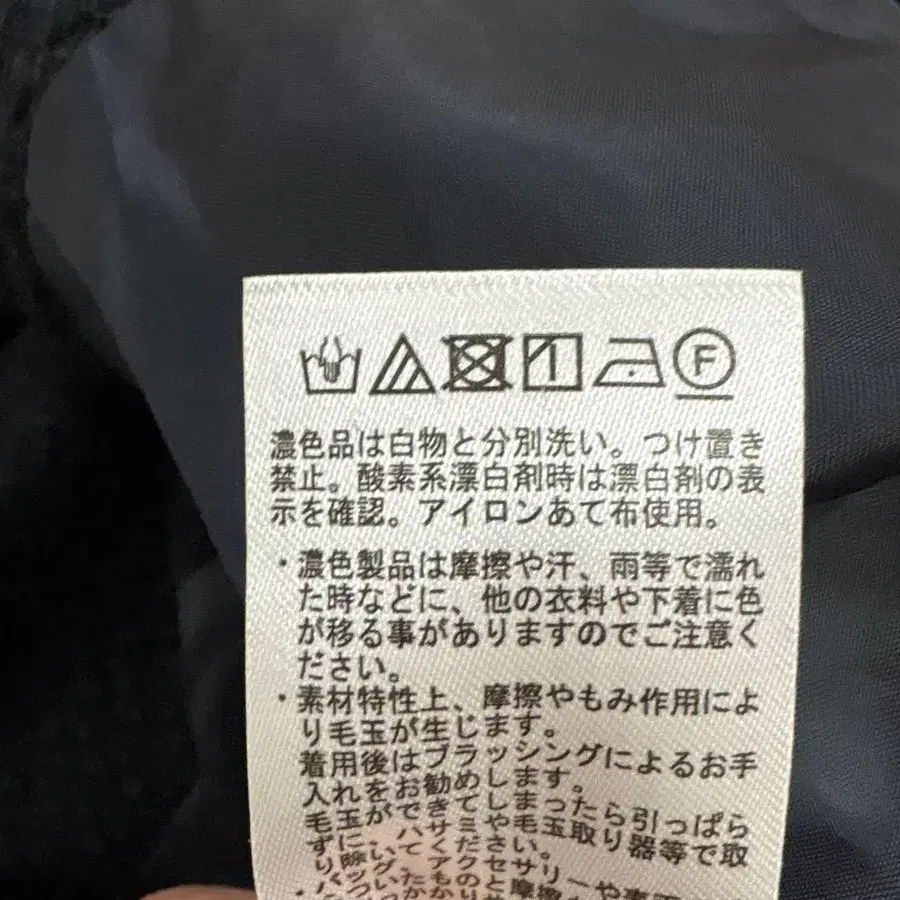 F
濃色品は白物と分別洗い。つけ置き
禁止。酸素系漂白剤時は漂白剤の表
示を確認。アイロンあて布使用。
・濃色製品は摩擦や汗、雨等で濡れ
た時などに、他の衣料や下着に色
が移る事がありますのでご注意く
ださい。
・素材特性上、摩擦やもみ作用によ
り毛玉が生じます。
着用後はブラッシングによるお手
入れをお勧めします。
毛玉ができてしまったら引っぱら
ずに
毛玉取り器等で取